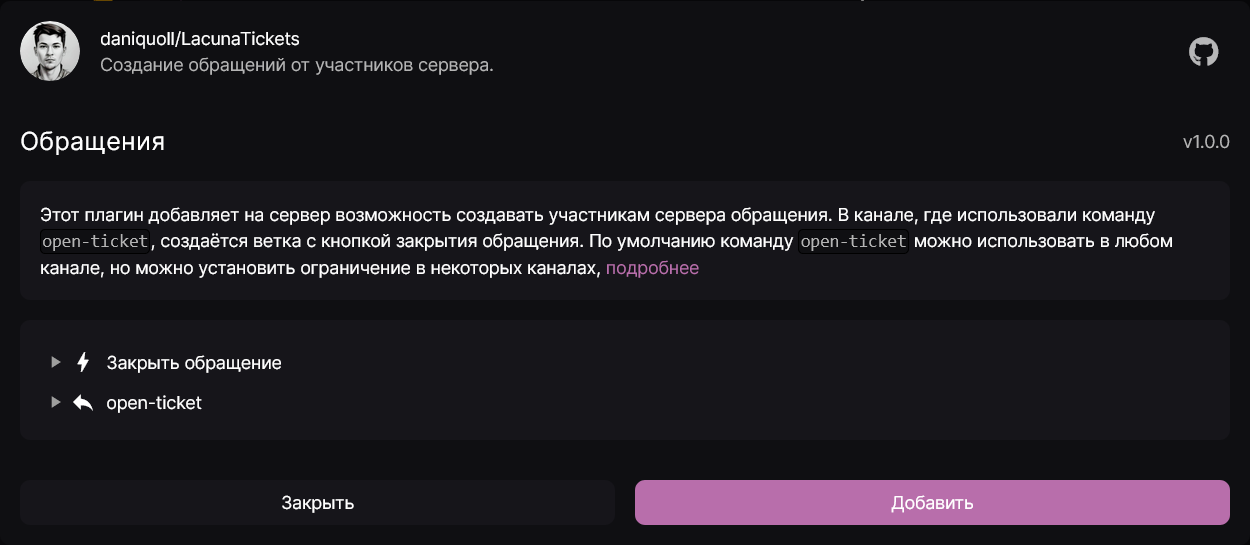 daniquoll/LacunaTickets
Создание обращений от участников сервера.
Обращения
v1.0.0
Этот плагин добавляет на сервер возможность создавать участникам сервера обращения. В канале, где использовали команду
open-ticket, создаётся ветка с кнопкой закрытия обращения. По умолчанию команду open-ticket можно использовать в любом
канале, но можно установить ограничение в некоторых каналах, подробнее
Закрыть обращение
open-ticket
Закрыть
Добавить